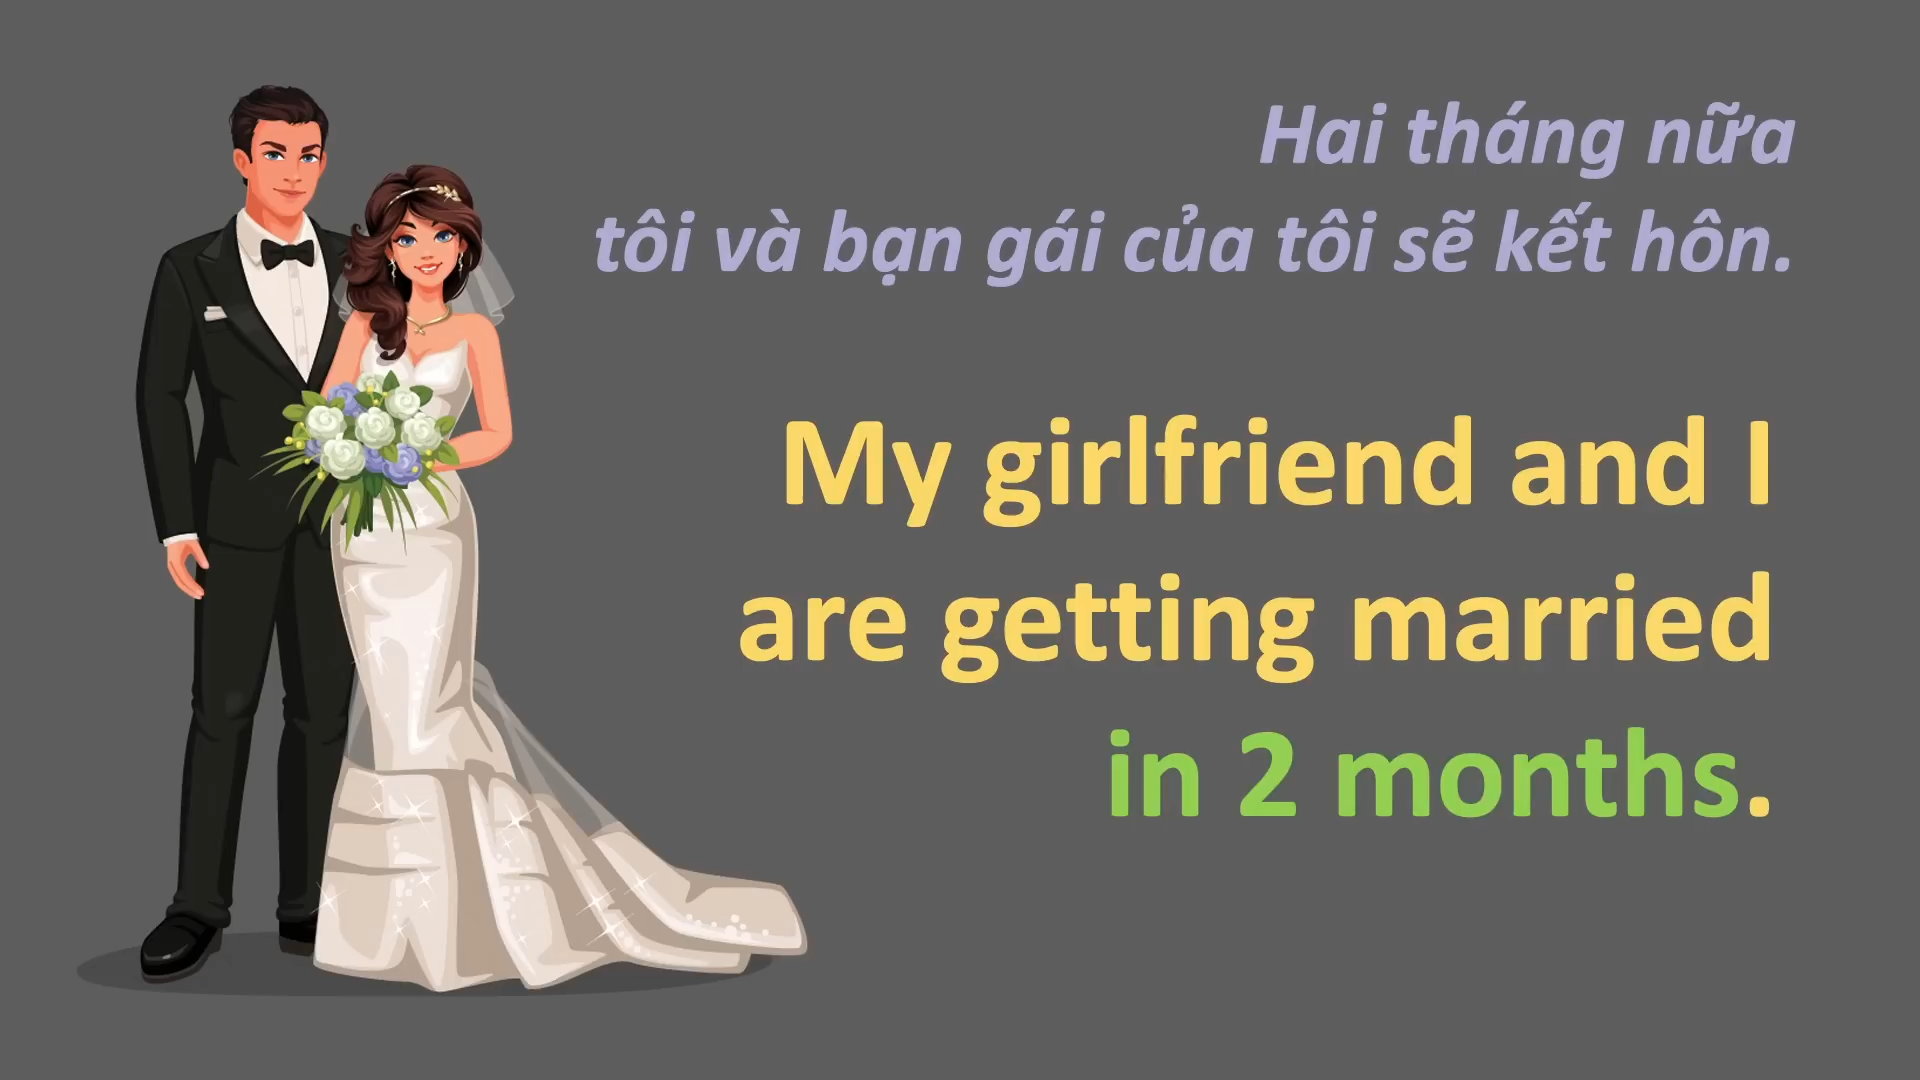 Hai tháng nữa
tôi và bạn gái của tôi sẽ kết hôn.
My girlfriend and I
are getting married
in 2 months.